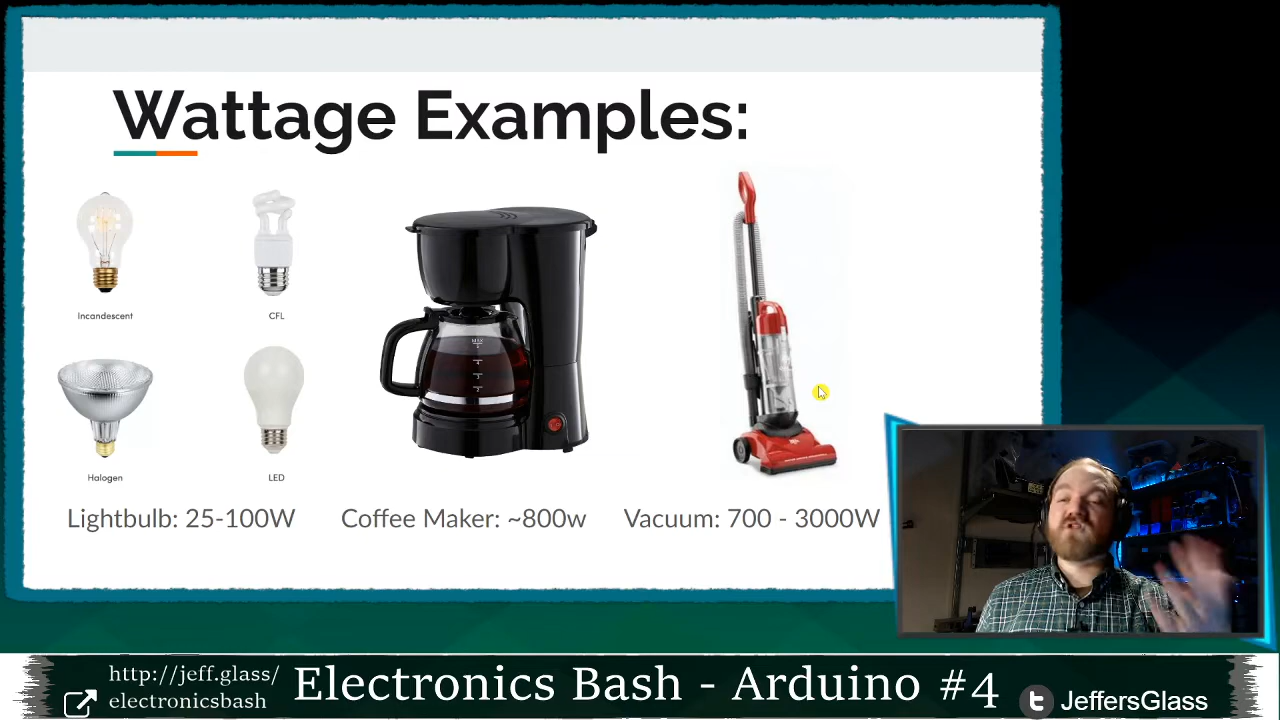 Wattage Examples:
Incandescent
CFL
MAX
Halogen
LED
Lightbulb: 25-100W
Coffee Maker: ~800w
Vacuum: 700 - 3000W
http://jeff.glass/
electronicsbash
Electronics Bash - Arduino #4
JeffersGlass